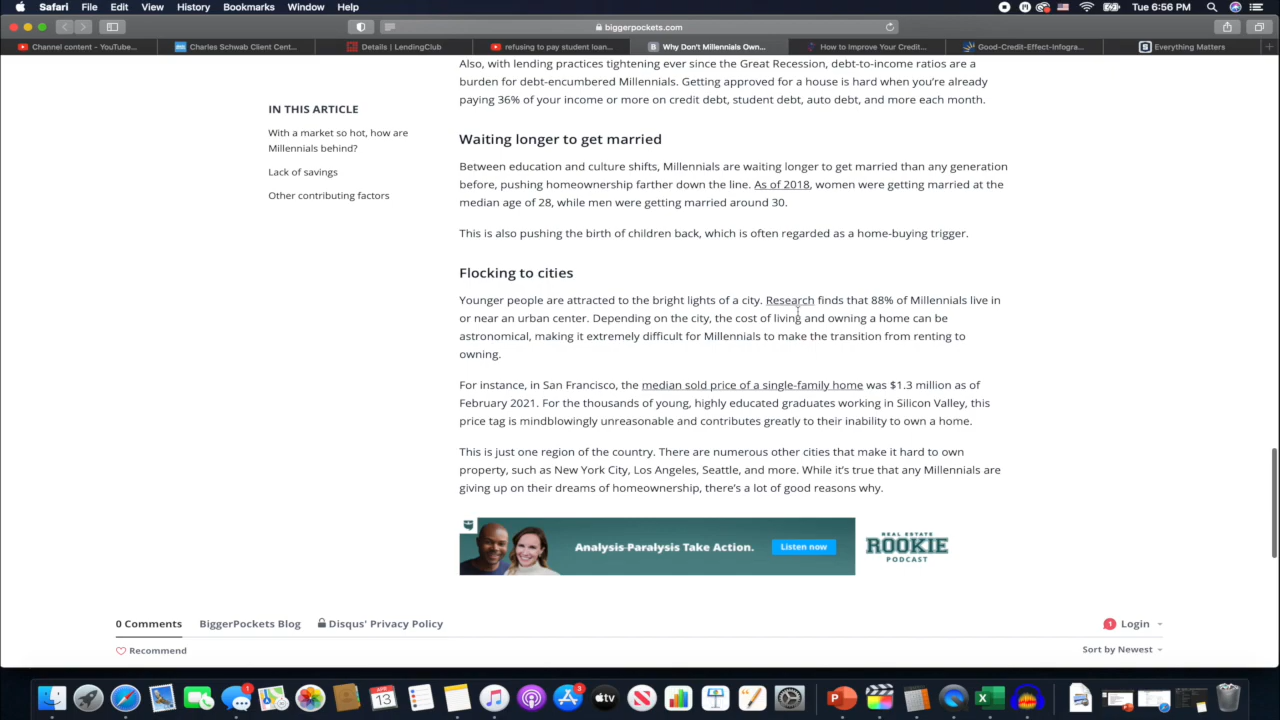 Safari File Edit View History Bookmarks Window Help
Tue 6:56 PM
biggerpockets.com
Channel content - YouTube...
Charles Schwab Client Cent...
Details | LendingClub
refusing to pay student loan...
Why Don't Millennials Own...
How to Improve Your Credit...
Good-Credit-Effect-Infogra...
Everything Matters
IN THIS ARTICLE
With a market so hot, how are
Millennials behind?
Lack of savings
Other contributing factors
Also, with lending practices tightening ever since the Great Recession, debt-to-income ratios are a
burden for debt-encumbered Millennials. Getting approved for a house is hard when you're already
paying 36% of your income or more on credit debt, student debt, auto debt, and more each month.
Waiting longer to get married
Between education and culture shifts, Millennials are waiting longer to get married than any generation
before, pushing homeownership farther down the line. As of 2018, women were getting married at the
median age of 28, while men were getting married around 30.
This is also pushing the birth of children back, which is often regarded as a home-buying trigger.
Flocking to cities
Younger people are attracted to the bright lights of a city. Research finds that 88% of Millennials live in
or near an urban center. Depending on the city, the cost of living and owning a home can be
astronomical, making it extremely difficult for Millennials to make the transition from renting to
owning.
For instance, in San Francisco, the median sold price of a single-family home was $1.3 million as of
February 2021. For the thousands of young, highly educated graduates working in Silicon Valley, this
price tag is mindblowingly unreasonable and contributes greatly to their inability to own a home.
This is just one region of the country. There are numerous other cities that make it hard to own
property, such as New York City, Los Angeles, Seattle, and more. While it's true that any Millennials are
giving up on their dreams of homeownership, there's a lot of good reasons why.
Analysis Paralysis Take Action.
Listen now
REAL ESTATE
ROOKIE
PODCAST
0 Comments
BiggerPockets Blog
Disqus' Privacy Policy
1 Login
Recommend
Sort by Newest
1
APR
13
3
tv